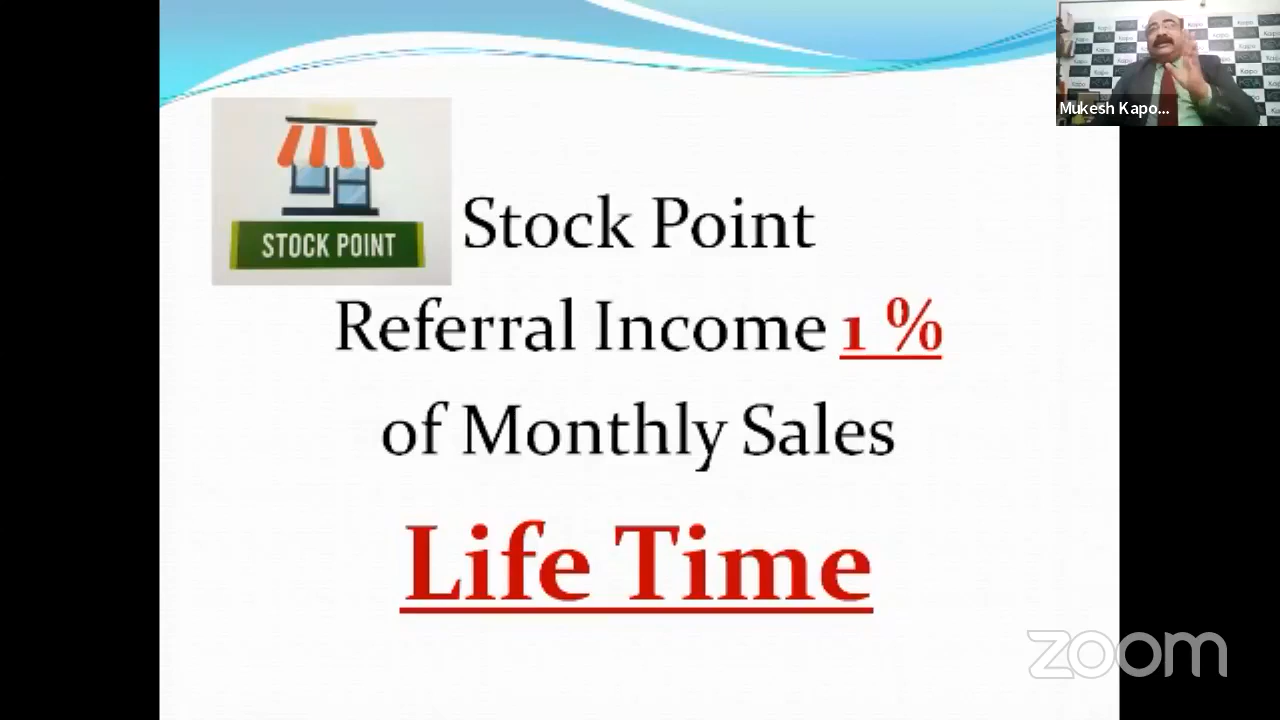 Mukesh Kapo...
STOCK POINT
Stock Point
Referral Income 1 %
of Monthly Sales
Life Time
zoom